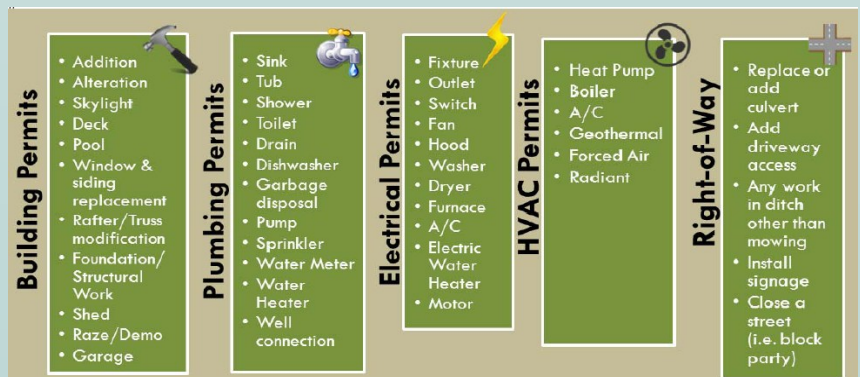 Building Permits
• Addition
• Alteration
• Skylight
• Deck
• Pool
• Window &
siding
replacement
• Rafter/Truss
modification
• Foundation/
Structural
Work
• Shed
• Raze/Demo
• Garage
Plumbing Permits
• Sink
• Tub
• Shower
• Toilet
• Drain
• Dishwasher
• Garbage
disposal
• Pump
• Sprinkler
• Water Meter
• Water
Heater
• Well
connection
Electrical Permits
• Fixture
• Outlet
• Switch
• Fan
• Hood
• Washer
• Dryer
• Furnace
• A/C
• Electric
Water
Heater
• Motor
HVAC Permits
• Heat Pump
• Boiler
• A/C
• Geothermal
• Forced Air
• Radiant
Right-of-Way
• Replace or
add
culvert
• Add
driveway
access
• Any work
in ditch
other than
mowing
• Install
signage
• Close a
street
(i.e. block
party)